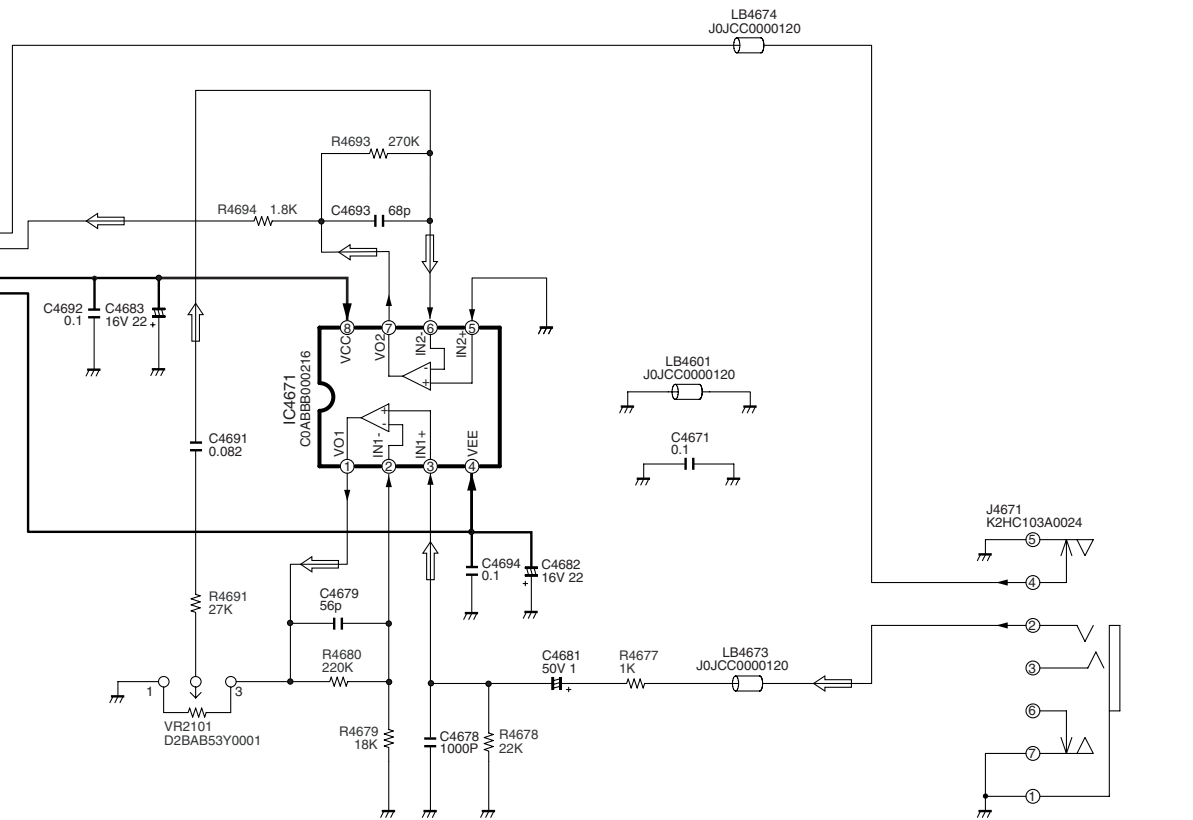 LB4674
J0JCC0000120
R4693 270K
R4694 1.8K
C4693 68p
C4692
0.1
C4683
16V 22
+
8
7
6
5
VCC
VO2
IN2-
IN2+
-
+
IC4671
C0ABBB000216
+
-
VO1
IN1-
IN1+
VEE
1
2
3
4
LB4601
J0JCC0000120
C4671
0.1
C4691
0.082
J4671
K2HC103A0024
5
4
2
3
6
7
1
C4694
0.1
C4682
16V 22
+
R4691
27K
C4679
56p
R4680
220K
C4681
50V 1
+
R4677
1K
LB4673
J0JCC0000120
1
3
VR2101
D2BAB53Y0001
R4679
18K
C4678
1000P
R4678
22K